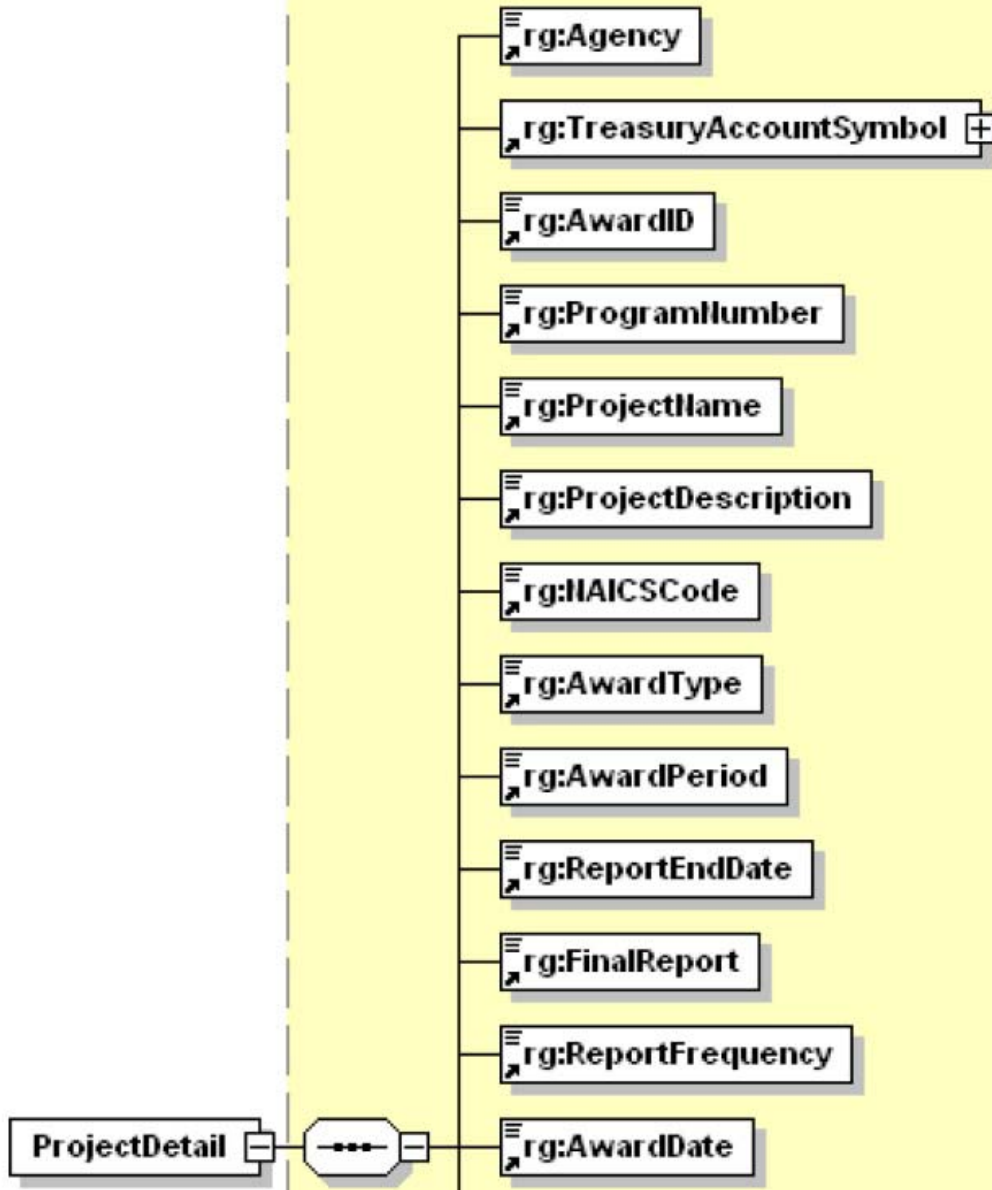 rg:Agency
rg:TreasuryAccountSymbol
rg:AwardID
rg:ProgramNumber
rg:ProjectName
rg:ProjectDescription
rg:NAICSCode
rg:AwardType
rg:AwardPeriod
rg:ReportEndDate
rg:FinalReport
rg:ReportFrequency
ProjectDetail
rg:AwardDate